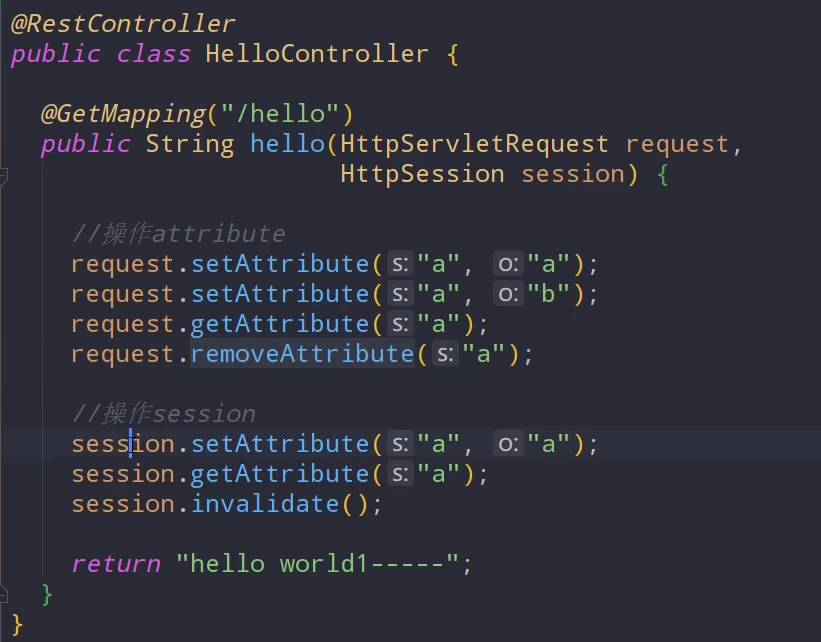 @RestController
public class HelloController {
@GetMapping("/hello")
public String hello(HttpServletRequest request,
HttpSession session) {
//操作attribute
request.setAttribute( s: "a", o: "a");
request.setAttribute( s: "a", o: "b");
request.getAttribute( s: "a");
request.removeAttribute( s: "a");
//操作session
session.setAttribute( s: "a", o: "a");
session.getAttribute( s: "a");
session.invalidate();
return "hello world1-----";
}
}